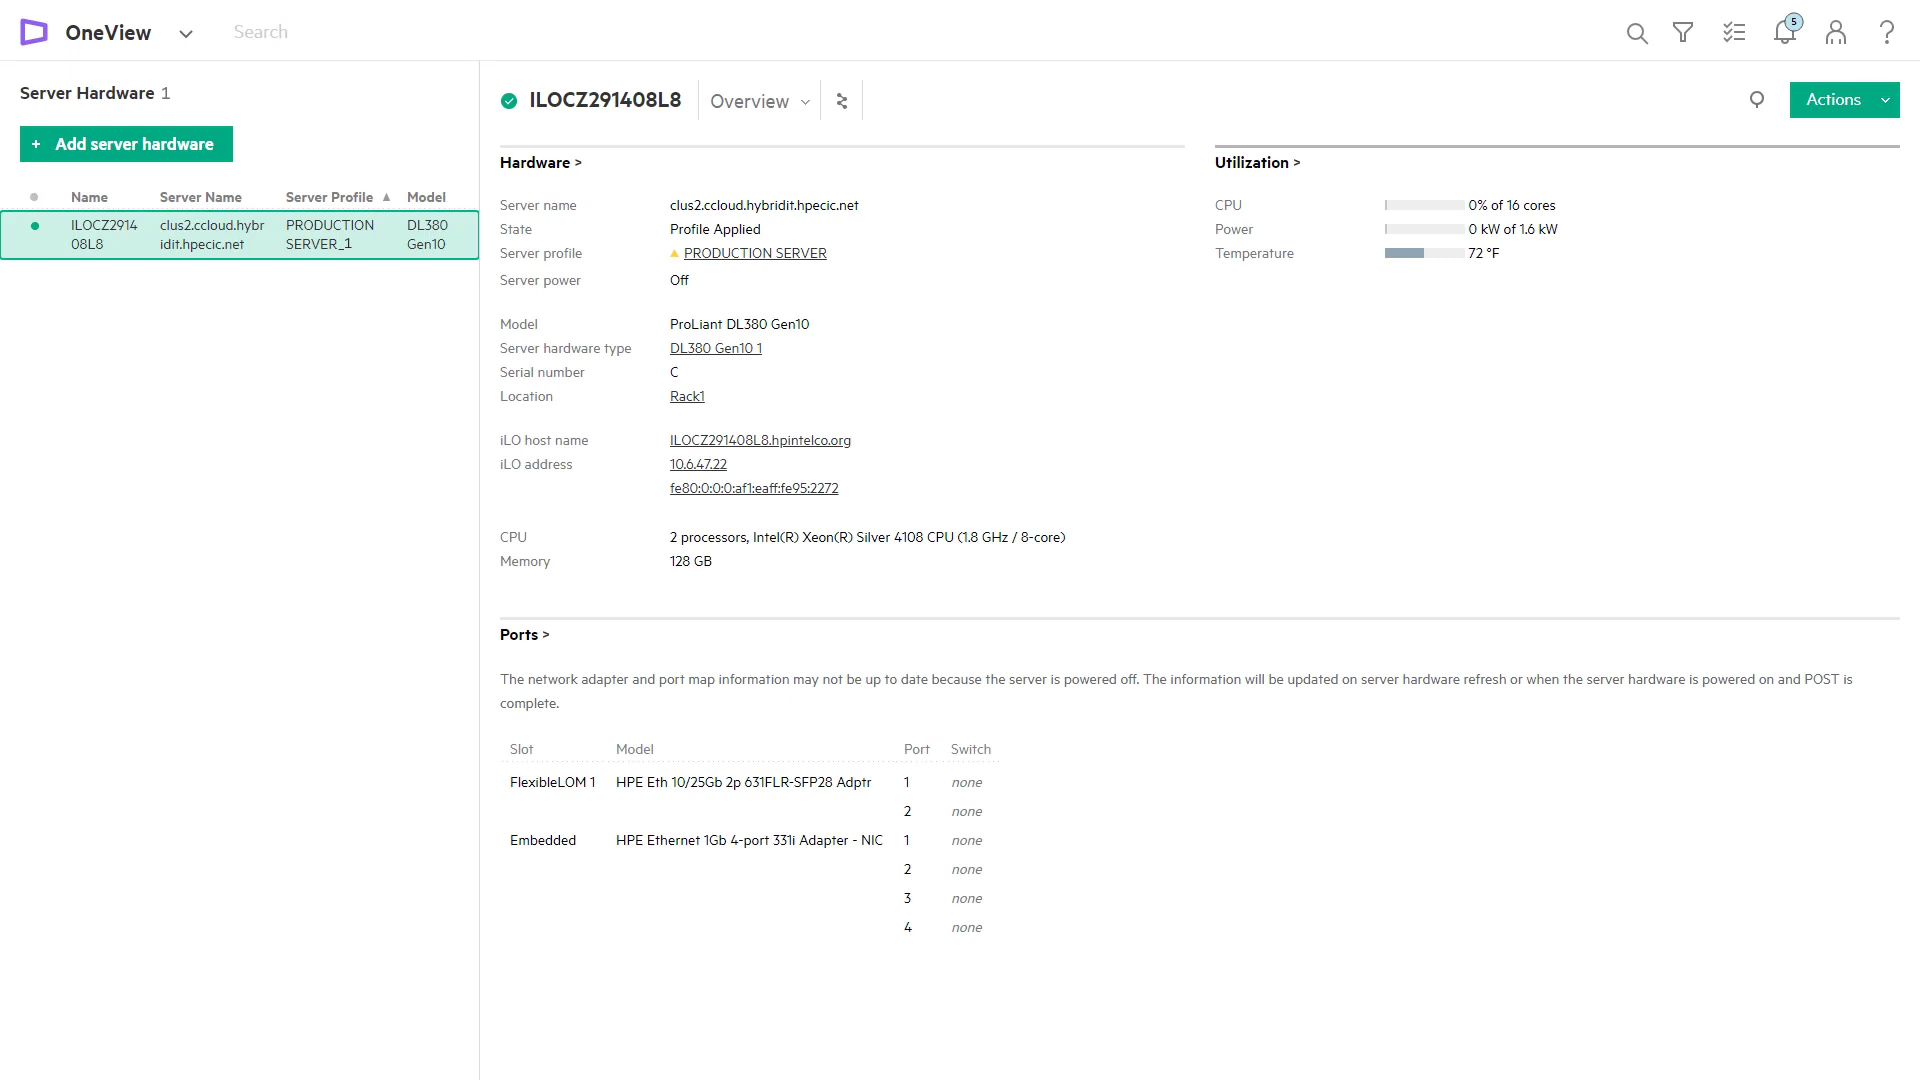 OneView
Search
5
Server Hardware 1
+ Add server hardware
Name Server Name Server Profile ▲ Model
ILOCZ2914 clus2.ccloud.hybr PRODUCTION DL380
08L8 idit.hpecic.net SERVER_1 Gen10
ILOCZ291408L8 Overview
Actions
Hardware >
Server name clus2.ccloud.hybridit.hpecic.net
State Profile Applied
Server profile PRODUCTION SERVER
Server power Off
Model ProLiant DL380 Gen10
Server hardware type DL380 Gen10 1
Serial number C
Location Rack1
iLO host name ILOCZ291408L8.hpintelco.org
iLO address 10.6.47.22
fe80:0:0:0:af1:eaff:fe95:2272
CPU 2 processors, Intel(R) Xeon(R) Silver 4108 CPU (1.8 GHz / 8-core)
Memory 128 GB
Utilization >
CPU 0% of 16 cores
Power 0 kW of 1.6 kW
Temperature 72 °F
Ports >
The network adapter and port map information may not be up to date because the server is powered off. The information will be updated on server hardware refresh or when the server hardware is powered on and POST is
complete.
Slot Model Port Switch
FlexibleLOM 1 HPE Eth 10/25Gb 2p 631FLR-SFP28 Adptr 1 none
2 none
Embedded HPE Ethernet 1Gb 4-port 331i Adapter - NIC 1 none
2 none
3 none
4 none